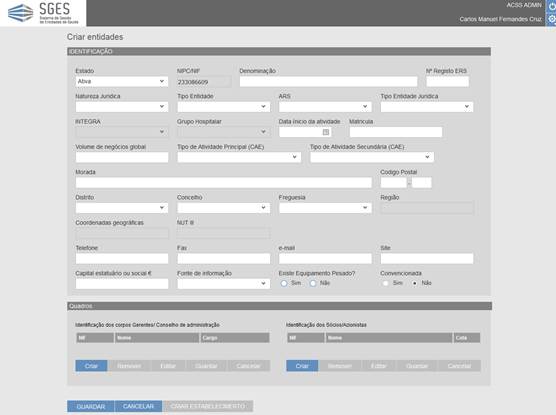 SGES
Sistema de Gestão
de Entidades de Saúde
ACSS ADMIN
Carlos Manuel Fernandes Cruz
Criar entidades
IDENTIFICAÇÃO
Estado NIPC/NIF Denominação Nº Registo ERS
Ativa 233086609
Natureza Jurídica Tipo Entidade ARS Tipo Entidade Jurídica
INTEGRA Grupo Hospitalar Data início da atividade Matrícula
Volume de negócios global Tipo de Atividade Principal (CAE) Tipo de Atividade Secundária (CAE)
Morada Codigo Postal
-
Distrito Concelho Freguesia Região
Coordenadas geográficas NUT III
Telefone Fax e-mail Site
Capital estatuário ou social € Fonte de informação Existe Equipamento Pesado? Convencionada
Sim Não Sim Não
Quadros
Identificação dos corpos Gerentes/ Conselho de administração Identificação dos Sócios/Acionistas
Nif Nome Cargo Nif Nome Cota
Criar Remover Editar Guardar Cancelar Criar Remover Editar Guardar Cancelar
GUARDAR CANCELAR CRIAR ESTABELECIMENTO